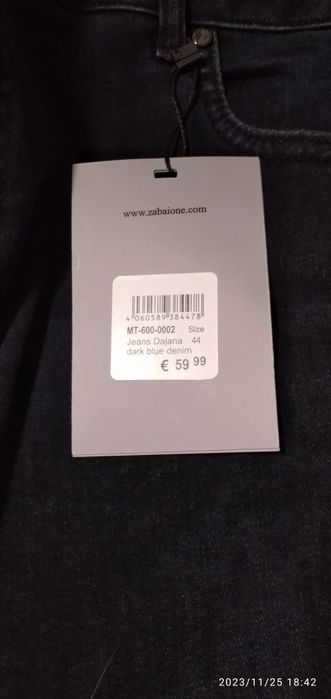 www.zabaione.com
4 060589 384478
MT-600-0002 Size
Jeans Dajana 44
dark blue denim
€ 59 99
2023/11/25 18:42